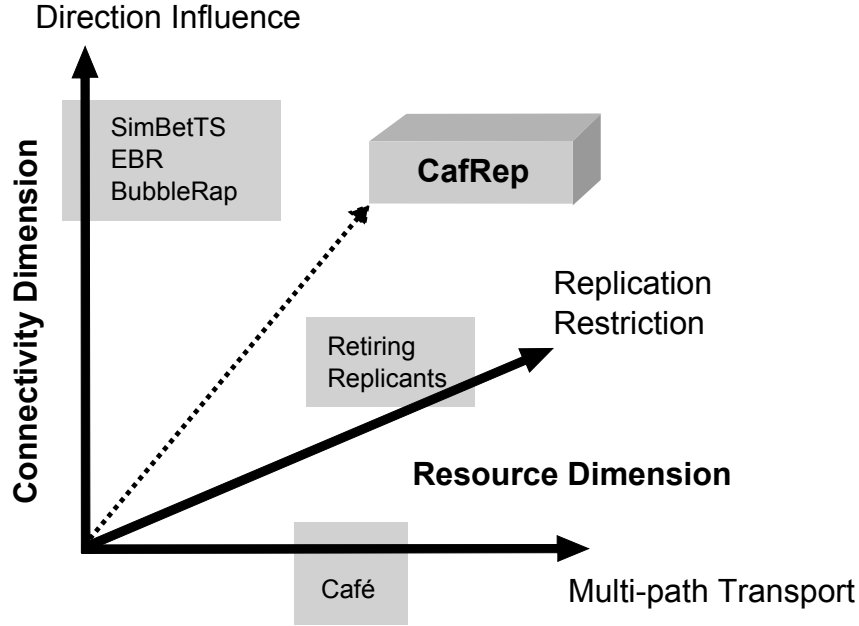 Direction Influence
SimBetTS
EBR
BubbleRap
CafRep
Connectivity Dimension
Replication
Restriction
Retiring
Replicants
Resource Dimension
Café
Multi-path Transport